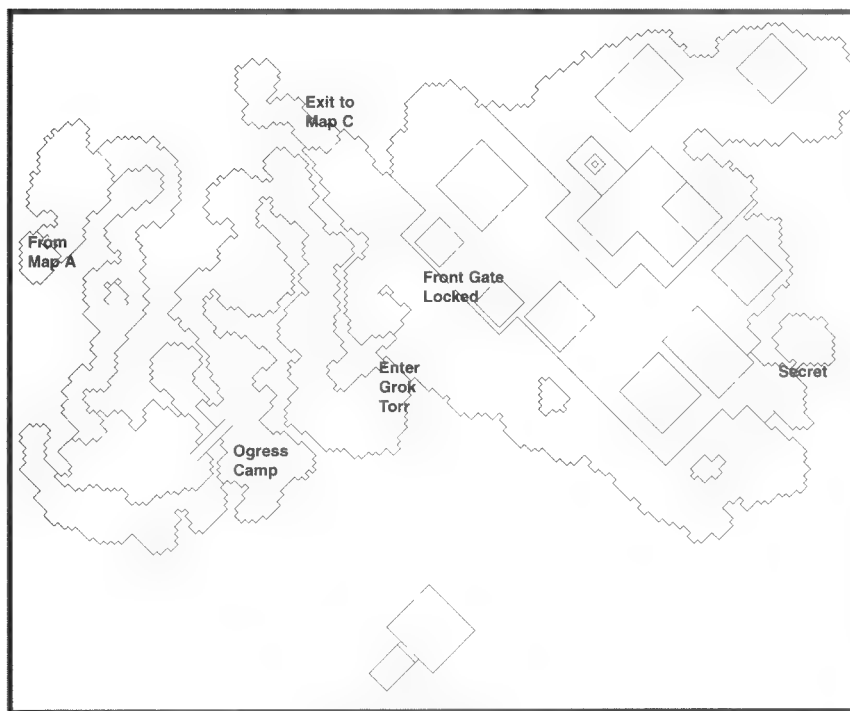 Exit to
Map C
From
Map A
Front Gate
Locked
Enter
Grok
Torr
Secret
Ogress
Camp